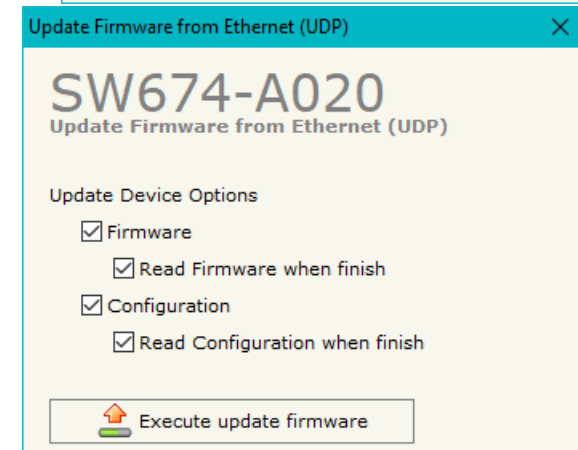 Update Firmware from Ethernet (UDP)
SW674-A020
Update Firmware from Ethernet (UDP)
Update Device Options
Firmware
Read Firmware when finish
Configuration
Read Configuration when finish
Execute update firmware